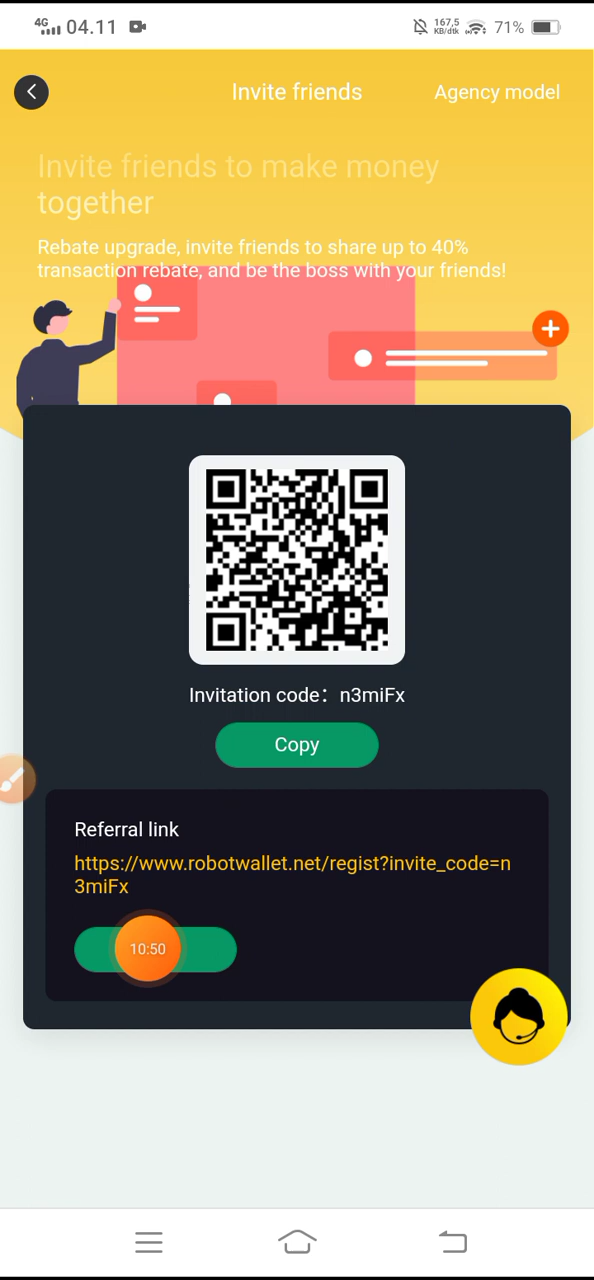 4G 04.11 167,5 KB/dtk 71%
Invite friends Agency model
Invite friends to make money
together
Rebate upgrade, invite friends to share up to 40%
transaction rebate, and be the boss with your friends!
Invitation code： n3miFx
Copy
Referral link
https://www.robotwallet.net/regist?invite_code=n
3miFx
10:50